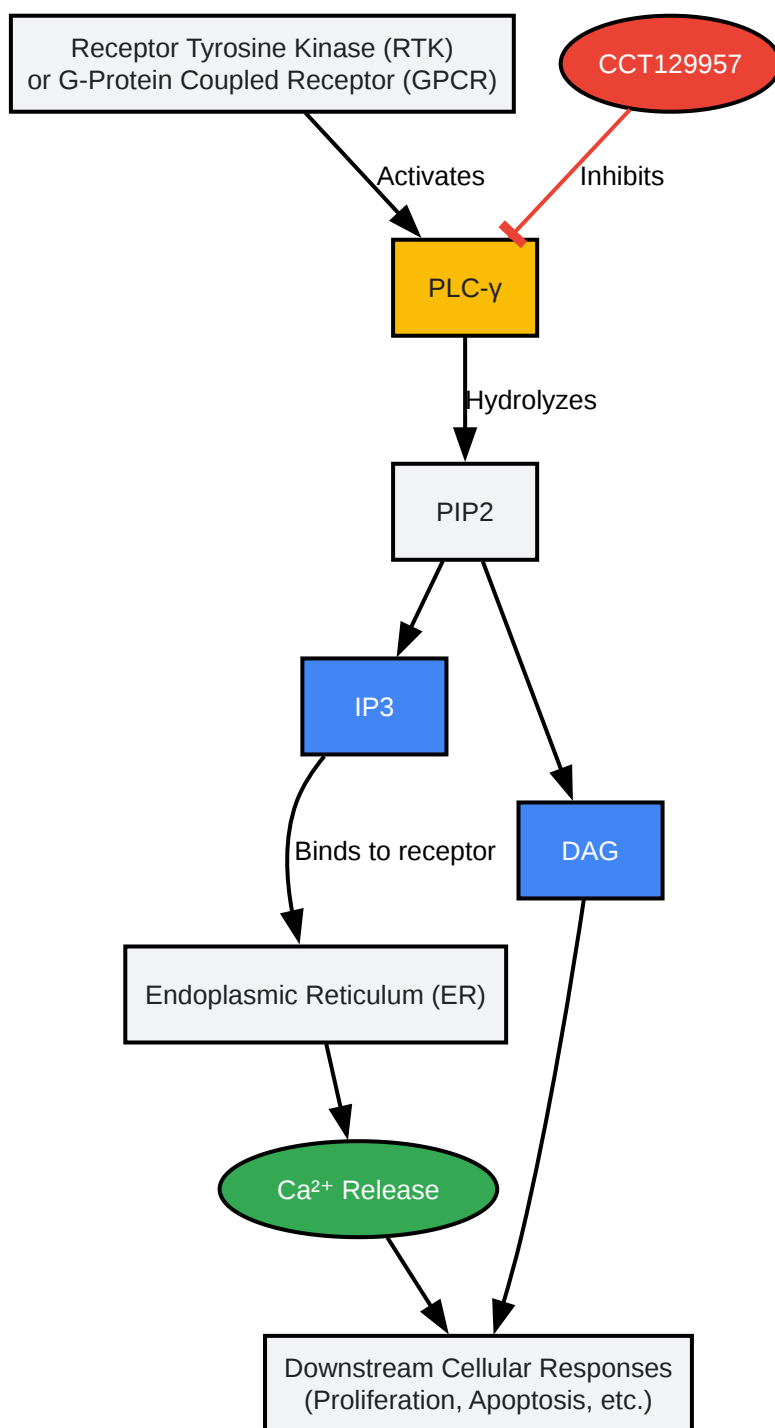 Receptor Tyrosine Kinase (RTK)
or G-Protein Coupled Receptor (GPCR)
CCT129957
Activates
Inhibits
PLC-γ
Hydrolyzes
PIP2
IP3
DAG
Binds to receptor
Endoplasmic Reticulum (ER)
Ca²⁺ Release
Downstream Cellular Responses
(Proliferation, Apoptosis, etc.)